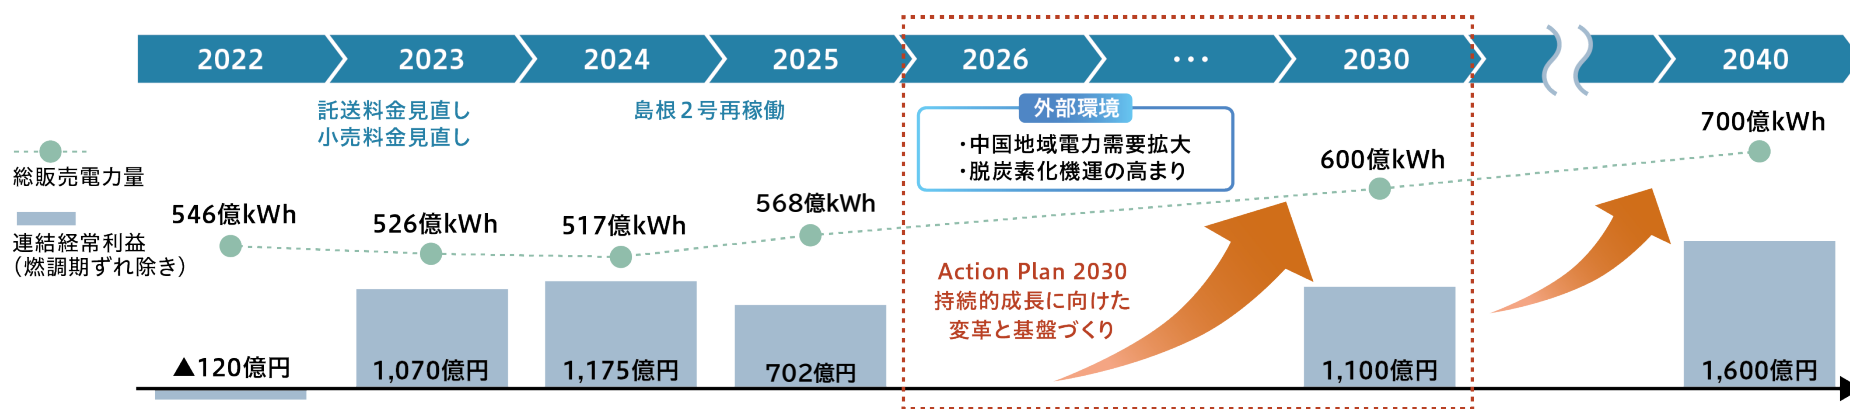 2022
2023
2024
2025
2026
･･･
2030
2040
託送料金見直し
小売料金見直し
島根２号再稼働
外部環境
・中国地域電力需要拡大
・脱炭素化機運の高まり
総販売電力量
連結経常利益
（燃調期ずれ除き）
546億kWh
526億kWh
517億kWh
568億kWh
600億kWh
700億kWh
Action Plan 2030
持続的成長に向けた
変革と基盤づくり
▲120億円
1,070億円
1,175億円
702億円
1,100億円
1,600億円